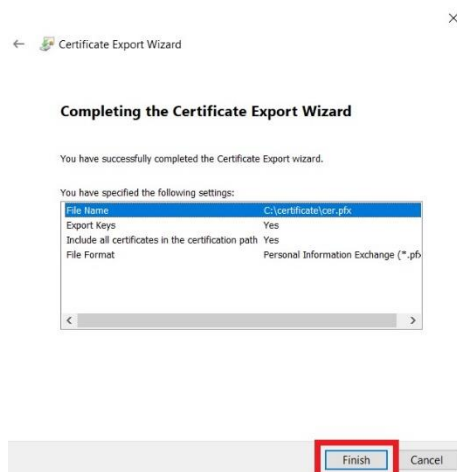 Certificate Export Wizard
Completing the Certificate Export Wizard
You have successfully completed the Certificate Export wizard.
You have specified the following settings:
File Name C:\certificate\cer.pfx
Export Keys Yes
Include all certificates in the certification path Yes
File Format Personal Information Exchange (*.pf
Finish Cancel